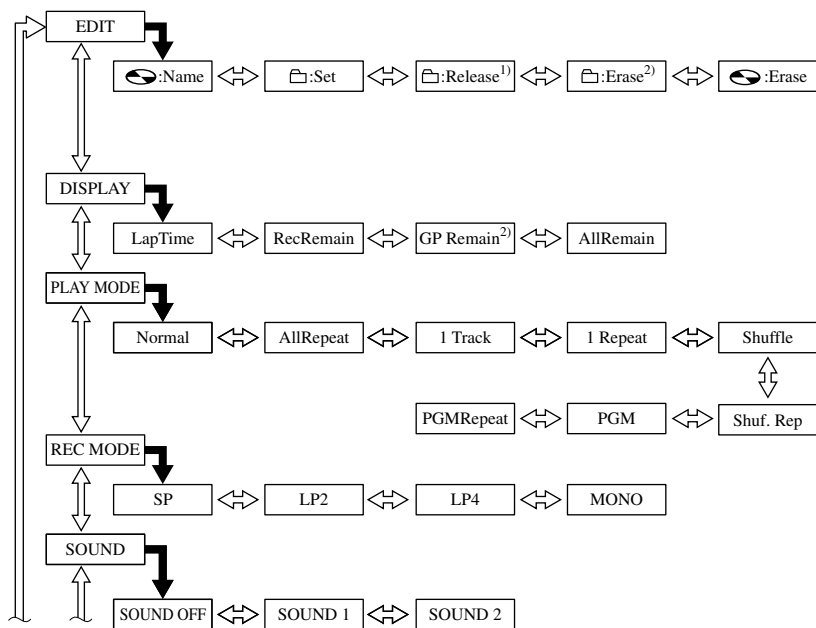 EDIT
:Name :Set :Release1) :Erase2) :Erase
DISPLAY
LapTime RecRemain GP Remain2) AllRemain
PLAY MODE
Normal AllRepeat 1 Track 1 Repeat Shuffle
PGMRepeat PGM Shuf. Rep
REC MODE
SP LP2 LP4 MONO
SOUND
SOUND OFF SOUND 1 SOUND 2